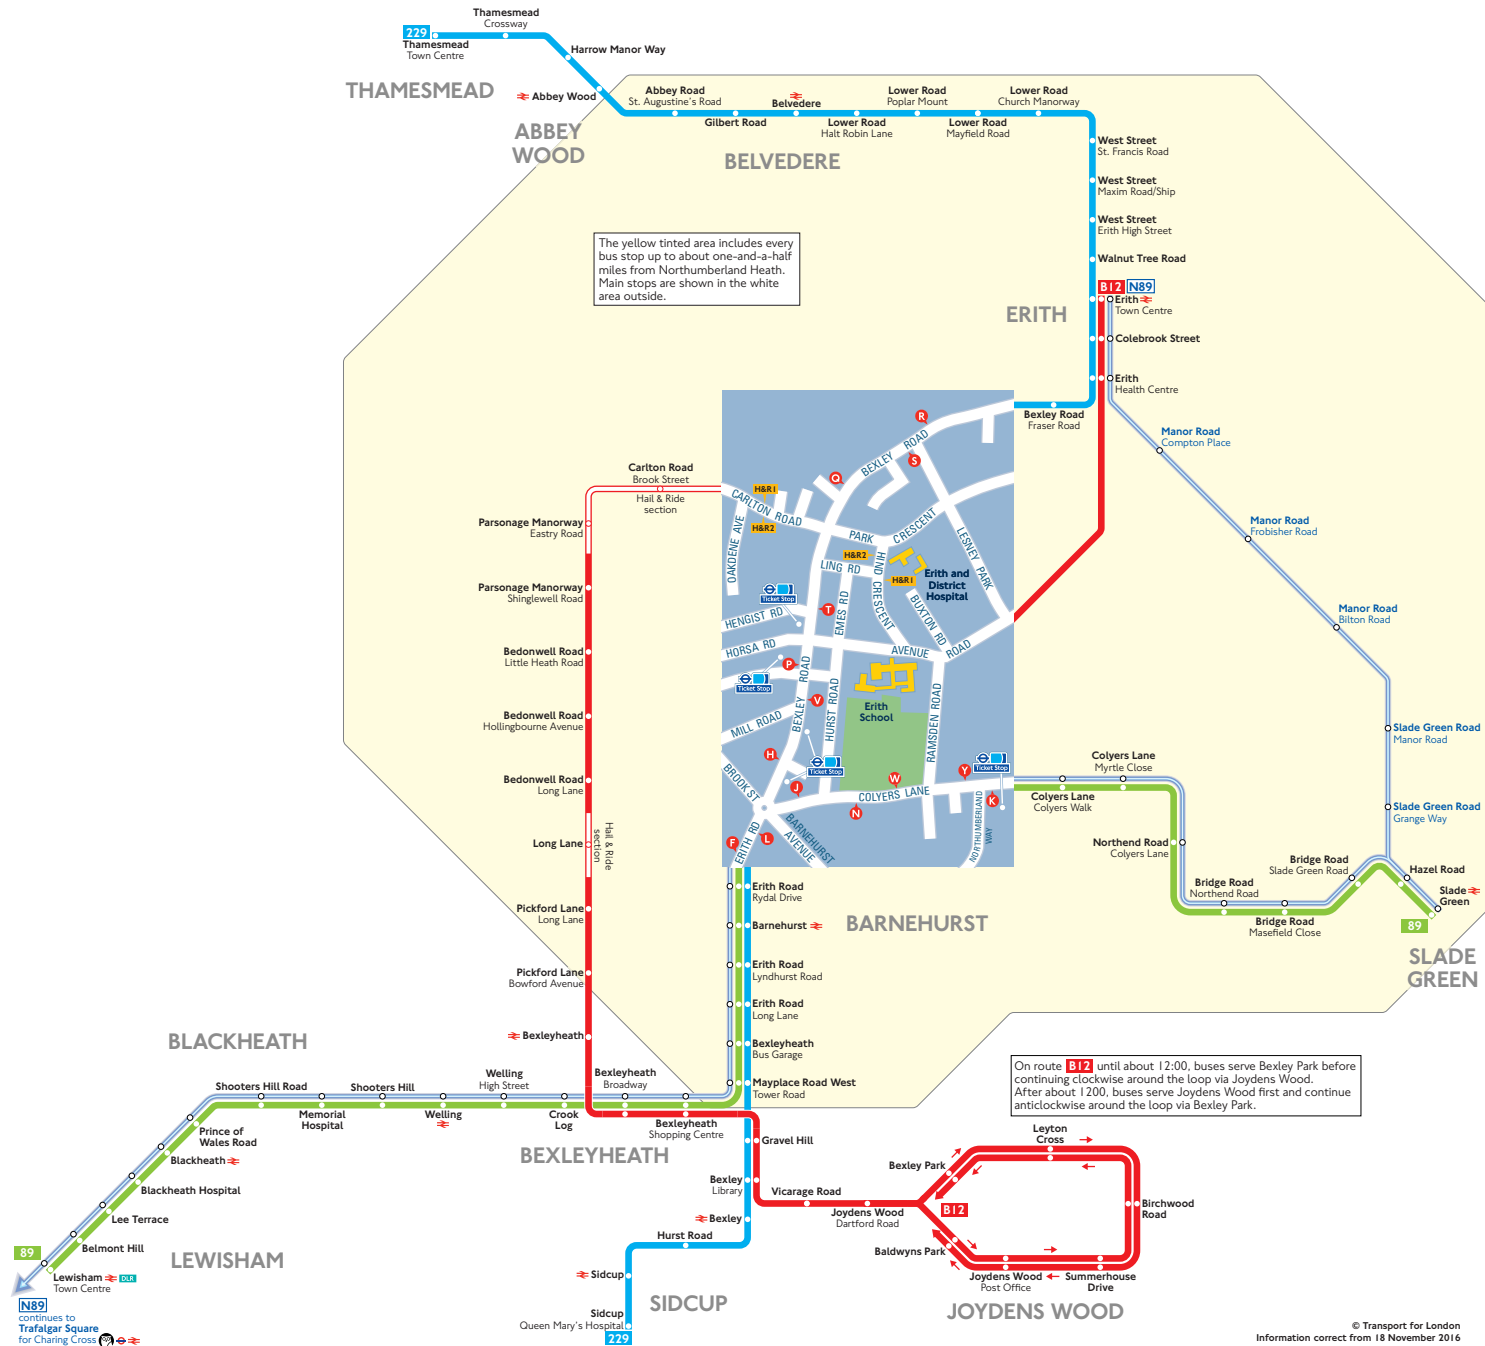 Thamesmead
Crossway
229
Thamesmead
Town Centre
Harrow Manor Way
THAMESMEAD
Abbey Wood
ABBEY
WOOD
Abbey Road
St. Augustine's Road
Gilbert Road
Belvedere
BELVEDERE
Lower Road
Halt Robin Lane
Lower Road
Poplar Mount
Lower Road
Mayfield Road
Lower Road
Church Manorway
West Street
St. Francis Road
West Street
Maxim Road/Ship
West Street
Erith High Street
Walnut Tree Road
The yellow tinted area includes every
bus stop up to about one-and-a-half
miles from Northumberland Heath.
Main stops are shown in the white
area outside.
B12 N89
ERITH
Erith
Town Centre
Colebrook Street
Erith
Health Centre
Bexley Road
Fraser Road
Manor Road
Compton Place
Manor Road
Frobisher Road
Manor Road
Bilton Road
Slade Green Road
Manor Road
Slade Green Road
Grange Way
Carlton Road
Brook Street
Hail & Ride
section
Parsonage Manorway
Eastry Road
Parsonage Manorway
Shinglewell Road
Bedonwell Road
Little Heath Road
Bedonwell Road
Hollingbourne Avenue
Bedonwell Road
Long Lane
Long Lane
Hail & Ride
section
Pickford Lane
Long Lane
Pickford Lane
Bowford Avenue
Bexleyheath
R
S
Q
BEXLEY ROAD
H&R1
CARLTON ROAD
H&R2
OAKDENE AVE
PARK CRESCENT
LESNEY PARK
H&R2
LING RD
HIND CRESCENT
H&R1
Erith and
District
Hospital
BUXTON RD
Ticket Stop
T
EMES RD
HENGIST RD
HORSA RD
AVENUE
ROAD
P
Ticket Stop
V
BEXLEY ROAD
HURST ROAD
Erith
School
RAMSDEN ROAD
MILL ROAD
H
BROOK ST
Ticket Stop
J
W
Y
Ticket Stop
COLYERS LANE
N
K
NORTHUMBERLAND
WAY
F
L
ERITH RD
BARNEHURST
AVENUE
Colyers Lane
Myrtle Close
Colyers Lane
Colyers Walk
Northend Road
Colyers Lane
Bridge Road
Northend Road
Bridge Road
Masefield Close
Bridge Road
Slade Green Road
Hazel Road
Slade
Green
89
SLADE
GREEN
Erith Road
Rydal Drive
Barnehurst
BARNEHURST
Erith Road
Lyndhurst Road
Erith Road
Long Lane
Bexleyheath
Bus Garage
Mayplace Road West
Tower Road
BLACKHEATH
Shooters Hill Road
Memorial
Hospital
Shooters Hill
Welling
Welling
High Street
Crook
Log
Bexleyheath
Broadway
Bexleyheath
Shopping Centre
BEXLEYHEATH
Prince of
Wales Road
Blackheath
Blackheath Hospital
Lee Terrace
Belmont Hill
LEWISHAM
89
Lewisham DLR
Town Centre
N89
continues to
Trafalgar Square
for Charing Cross
Gravel Hill
Bexley
Library
Bexley
Hurst Road
Sidcup
Sidcup
Queen Mary's Hospital
229
SIDCUP
Vicarage Road
Joydens Wood
Dartford Road
On route B12 until about 12:00, buses serve Bexley Park before
continuing clockwise around the loop via Joydens Wood.
After about 1200, buses serve Joydens Wood first and continue
anticlockwise around the loop via Bexley Park.
Bexley Park
Leyton
Cross
Birchwood
Road
B12
Baldwyns Park
Joydens Wood
Post Office
Summerhouse
Drive
JOYDENS WOOD
© Transport for London
Information correct from 18 November 2016